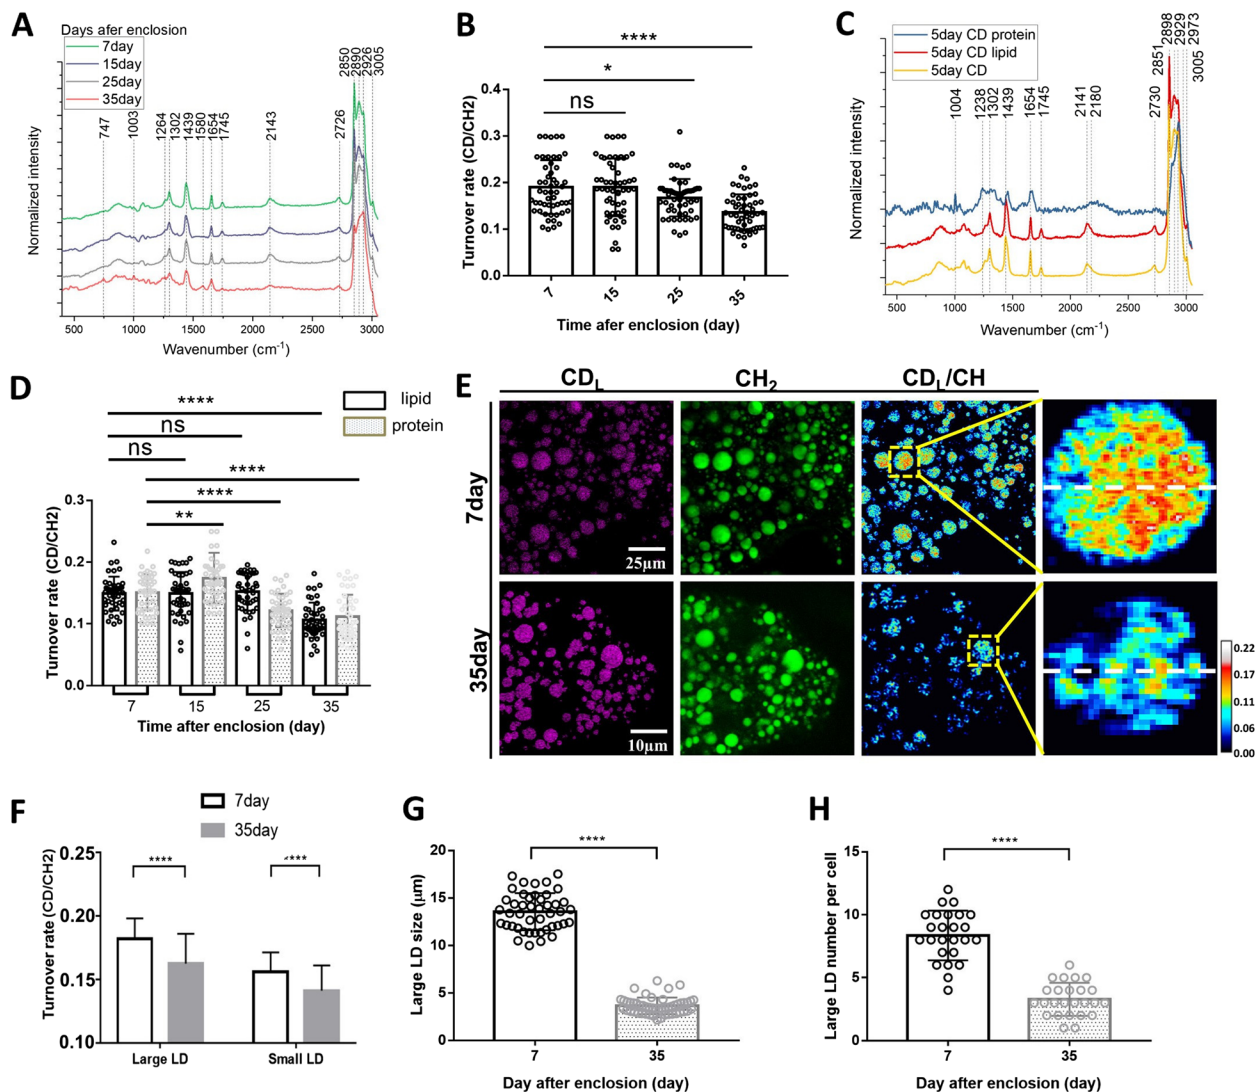 A
Days afer enclosion
7day
15day
25day
35day
747
1003
1264
1302
1439
1580
1654
1745
2143
2726
2850
2890
2926
3005
Normalized intensity
500 1000 1500 2000 2500 3000
Wavenumber (cm-1)
B
****
*
ns
0.4
0.3
0.2
0.1
0.0
Turnover rate (CD/CH2)
7 15 25 35
Time afer enclosion (day)
C
5day CD protein
5day CD lipid
5day CD
1004
1238
1302
1439
1654
1745
2141
2180
2730
2851
2898
2929
2973
3005
Normalized intensity
500 1000 1500 2000 2500 3000
Wavenumber (cm-1)
D
lipid
protein
****
ns
ns
****
****
**
0.3
0.2
0.1
0.0
Turnover rate (CD/CH2)
7 15 25 35
Time after enclosion (day)
E
CDL CH2 CDL/CH
7day
25µm
35day
10µm
0.22
0.17
0.11
0.06
0.00
F
7day
35day
0.25
0.20
0.15
0.10
Turnover rate (CD/CH2)
****
****
Large LD Small LD
G
****
20
15
10
5
0
Large LD size (µm)
7 35
Day after enclosion (day)
H
****
15
10
5
0
Large LD number per cell
7 35
Day after enclosion (day)